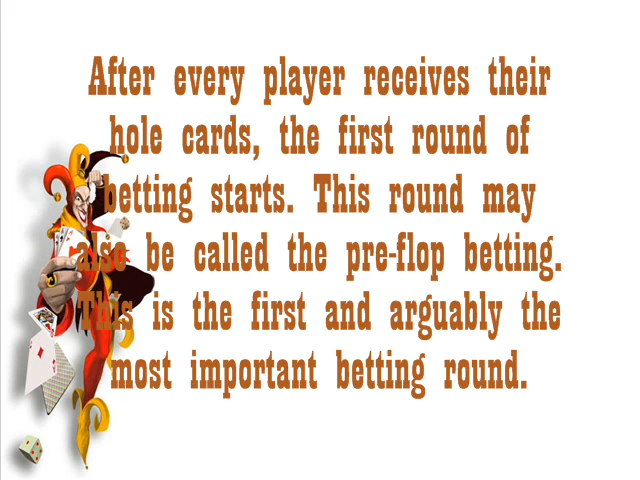 After every player receives their
hole cards, the first round of
betting starts. This round may
also be called the pre-flop betting.
This is the first and arguably the
most important betting round.